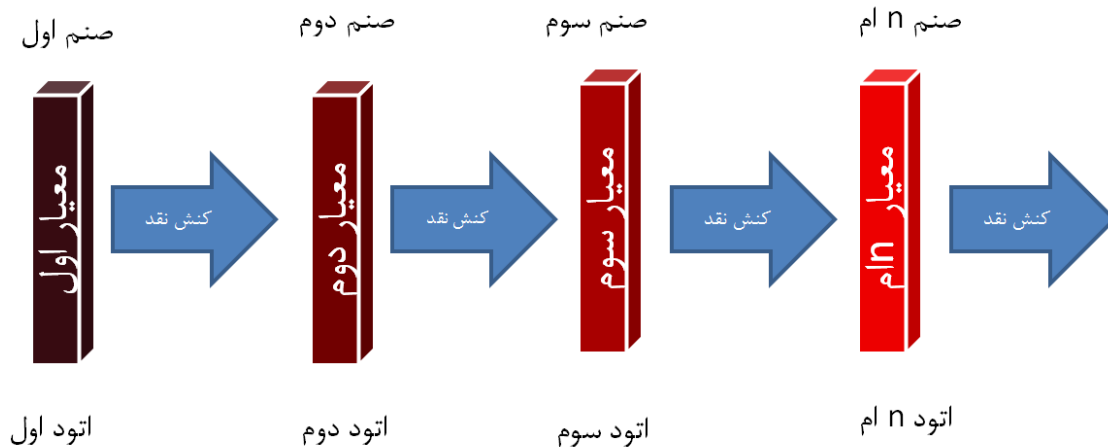 صنم اول
صنم دوم
صنم سوم
صنم n ام
معیار اول
کنش نقد
معیار دوم
کنش نقد
معیار سوم
کنش نقد
معیار nام
کنش نقد
اتود اول
اتود دوم
اتود سوم
اتود n ام